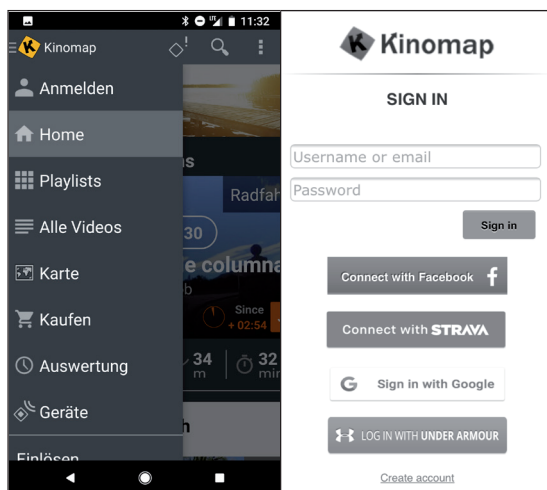 11:32
Kinomap
Anmelden
Home
Playlists
Alle Videos
Karte
Kaufen
Auswertung
Geräte
Einlösen
Radfah
30
e columna
b
Since
+ 02:54
34
m
32
min
h
Kinomap
SIGN IN
Username or email
Password
Sign in
Connect with Facebook f
Connect with STRAVA
G Sign in with Google
LOG IN WITH UNDER ARMOUR
Create account